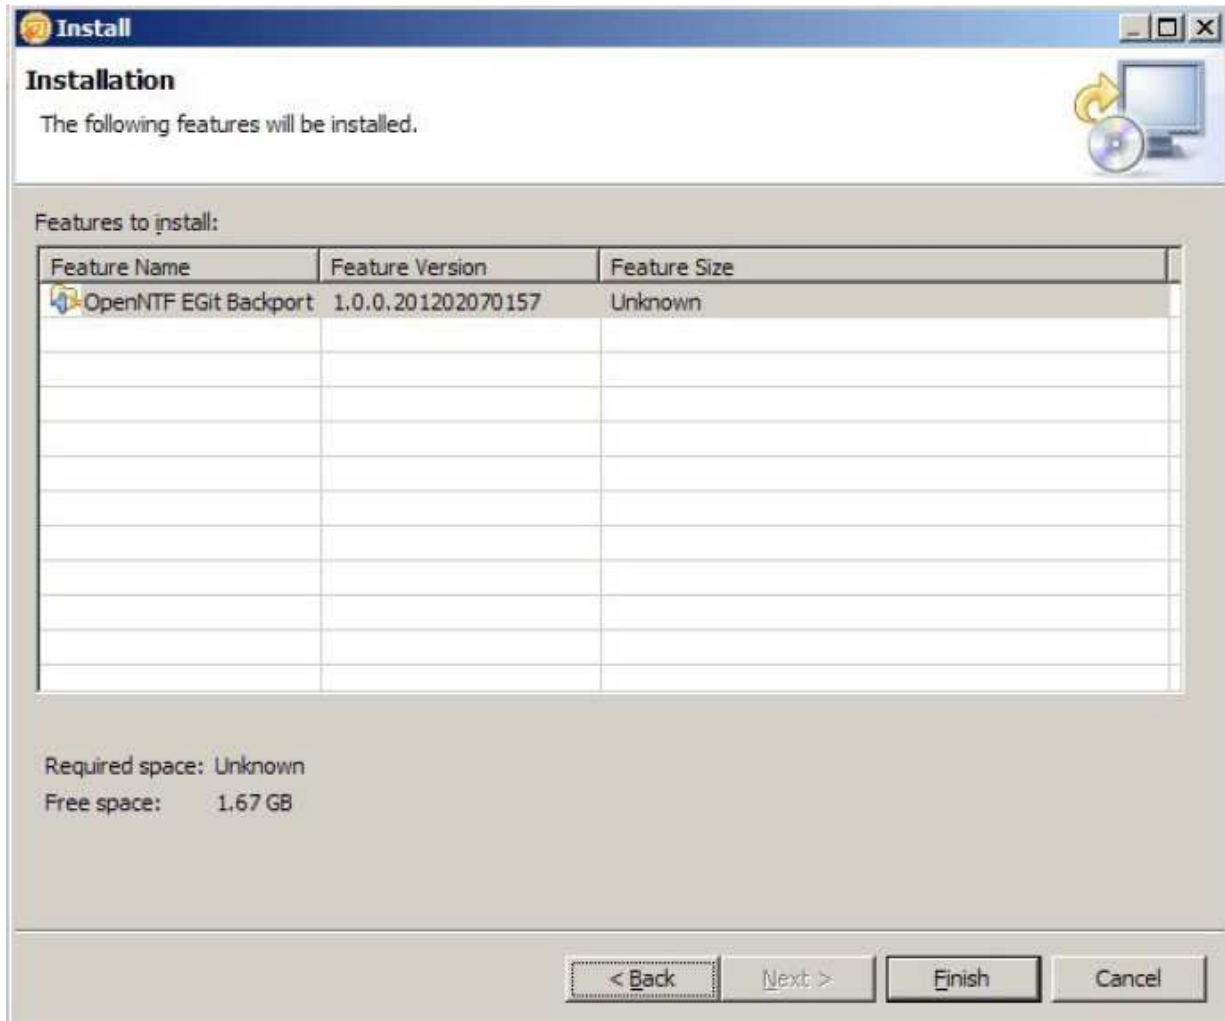 Install
Installation
The following features will be installed.
Features to install:
Feature Name Feature Version Feature Size
OpenNTF EGit Backport 1.0.0.201202070157 Unknown
Required space: Unknown
Free space: 1.67 GB
< Back Next > Finish Cancel